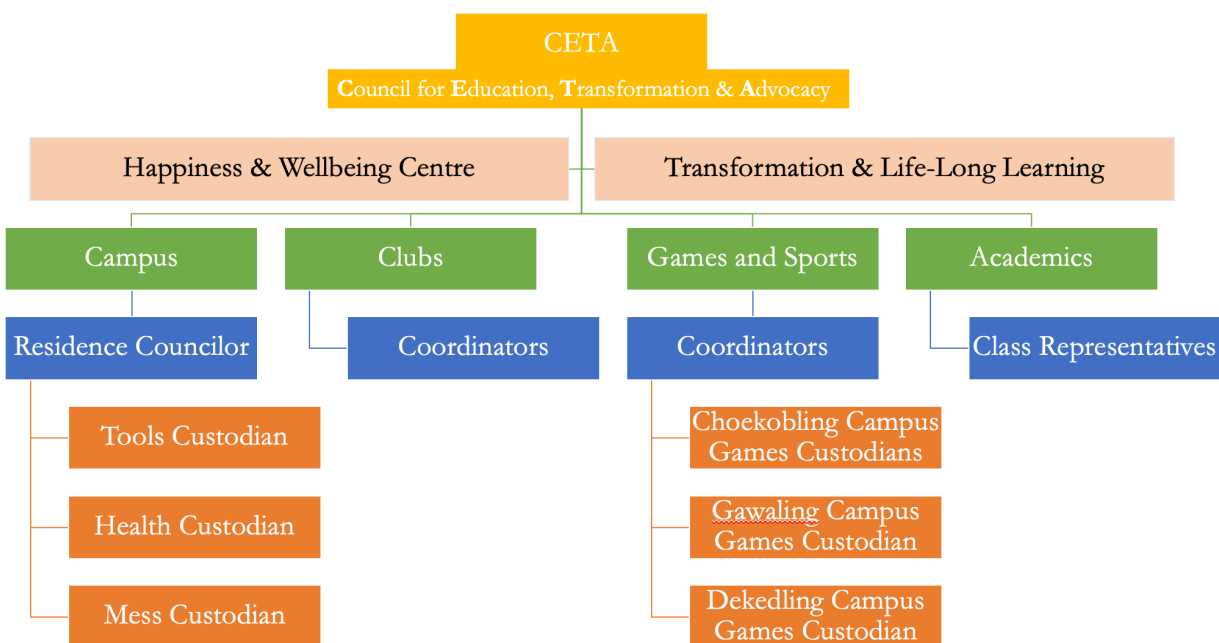 CETA
Council for Education, Transformation & Advocacy
Happiness & Wellbeing Centre
Transformation & Life-Long Learning
Campus
Clubs
Games and Sports
Academics
Residence Councilor
Coordinators
Coordinators
Class Representatives
Tools Custodian
Choekobling Campus
Games Custodians
Health Custodian
Gawaling Campus
Games Custodian
Mess Custodian
Dekedling Campus
Games Custodian